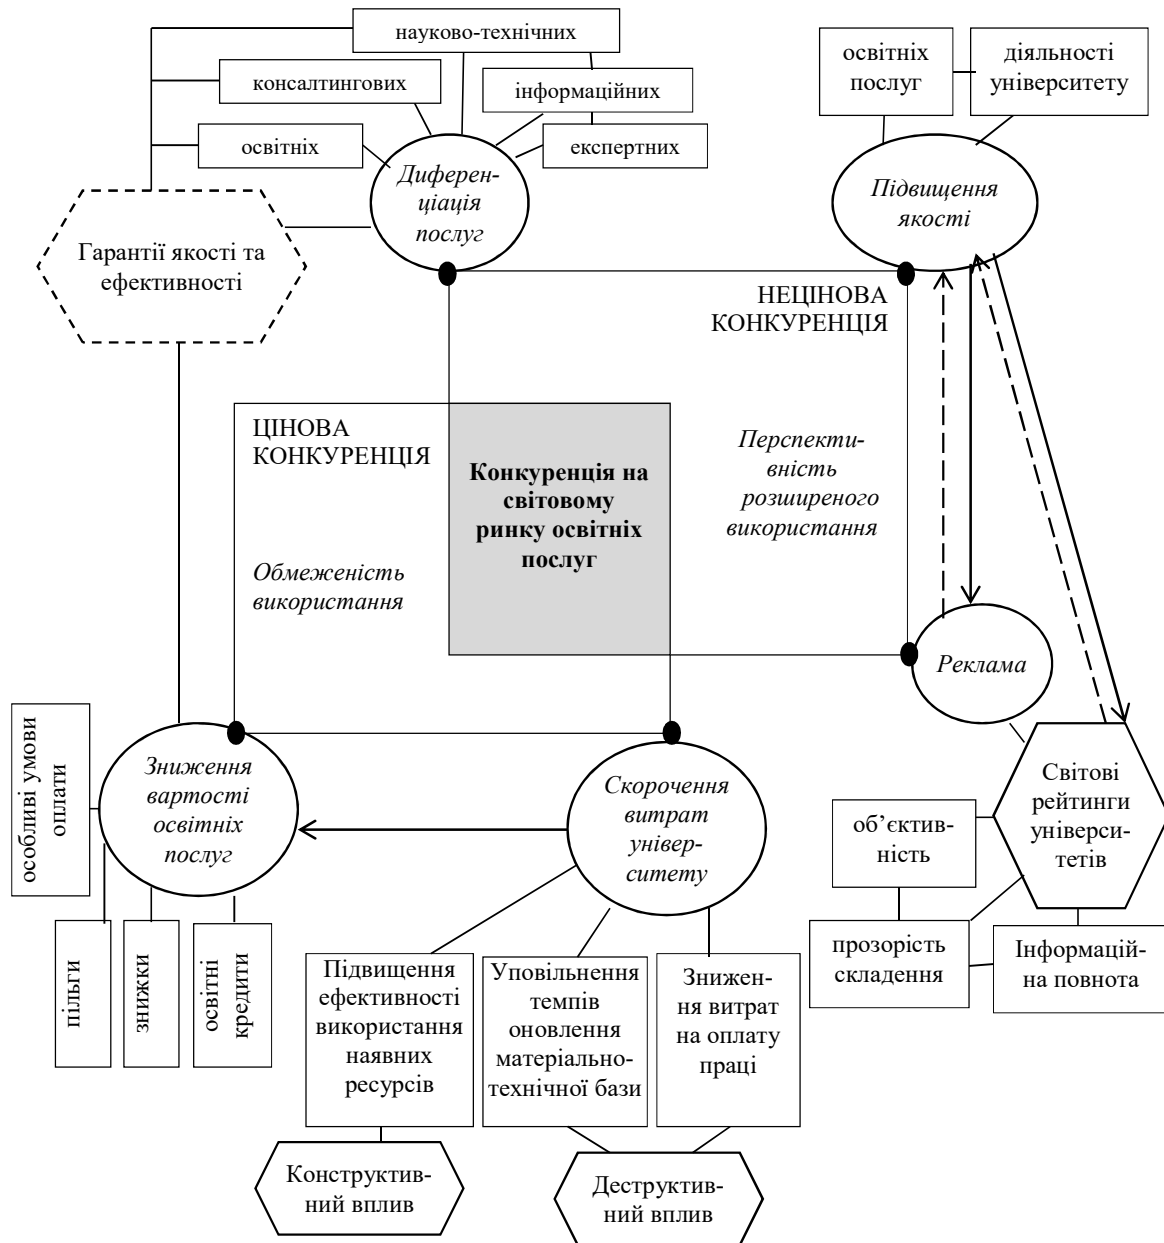 науково-технічних
консалтингових
інформаційних
освітніх
експертних
освітніх
послуг
діяльності
університету
Диферен-
ціація
послуг
Підвищення
якості
Гарантії якості та
ефективності
НЕЦІНОВА
КОНКУРЕНЦІЯ
ЦІНОВА
КОНКУРЕНЦІЯ
Конкуренція на
світовому
ринку освітніх
послуг
Перспекти-
вність
розширеного
використання
Обмеженість
використання
Реклама
особливі умови
оплати
Зниження
вартості
освітніх
послуг
Скорочення
витрат
універ-
ситету
Світові
рейтинги
універси-
тетів
об’єктив-
ність
прозорість
складення
Інформацій-
на повнота
пільги
знижки
освітні
кредити
Підвищення
ефективності
використання
наявних
ресурсів
Уповільнення
темпів
оновлення
матеріально-
технічної бази
Знижен-
ня витрат
на оплату
праці
Конструктив-
ний вплив
Деструктив-
ний вплив